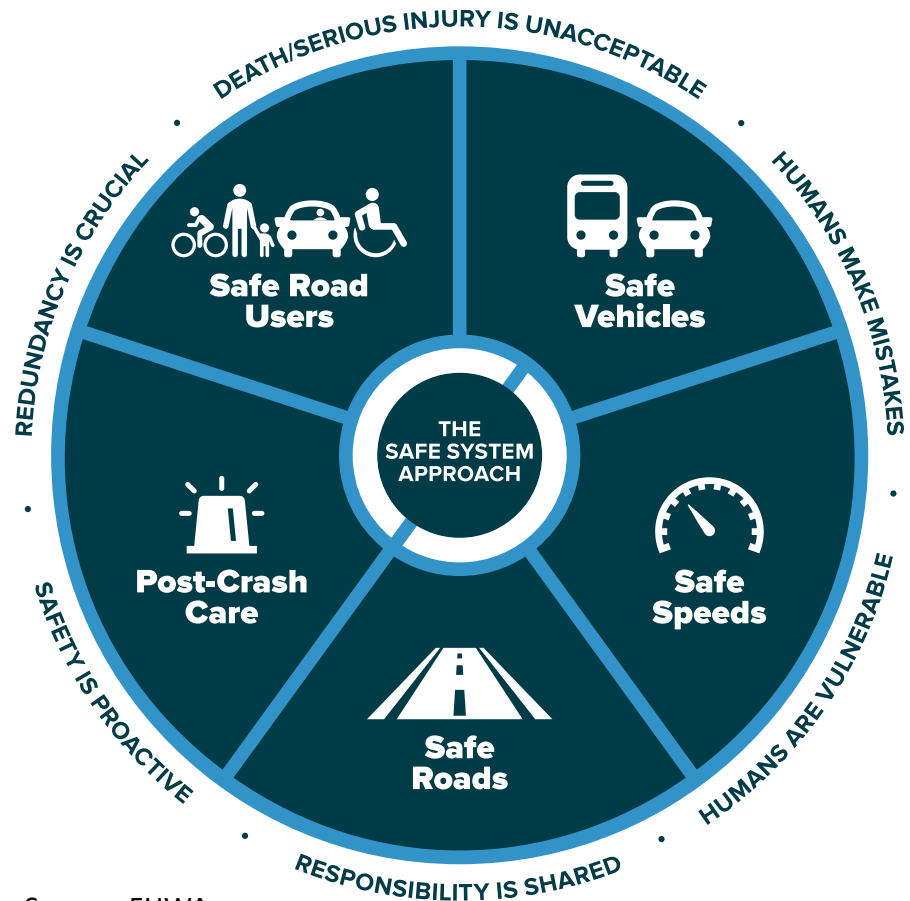 DEATH/SERIOUS INJURY IS UNACCEPTABLE
HUMANS MAKE MISTAKES
HUMANS ARE VULNERABLE
RESPONSIBILITY IS SHARED
SAFETY IS PROACTIVE
REDUNDANCY IS CRUCIAL
Safe Road
Users
Safe
Vehicles
THE
SAFE SYSTEM
APPROACH
Post-Crash
Care
Safe
Speeds
Safe
Roads